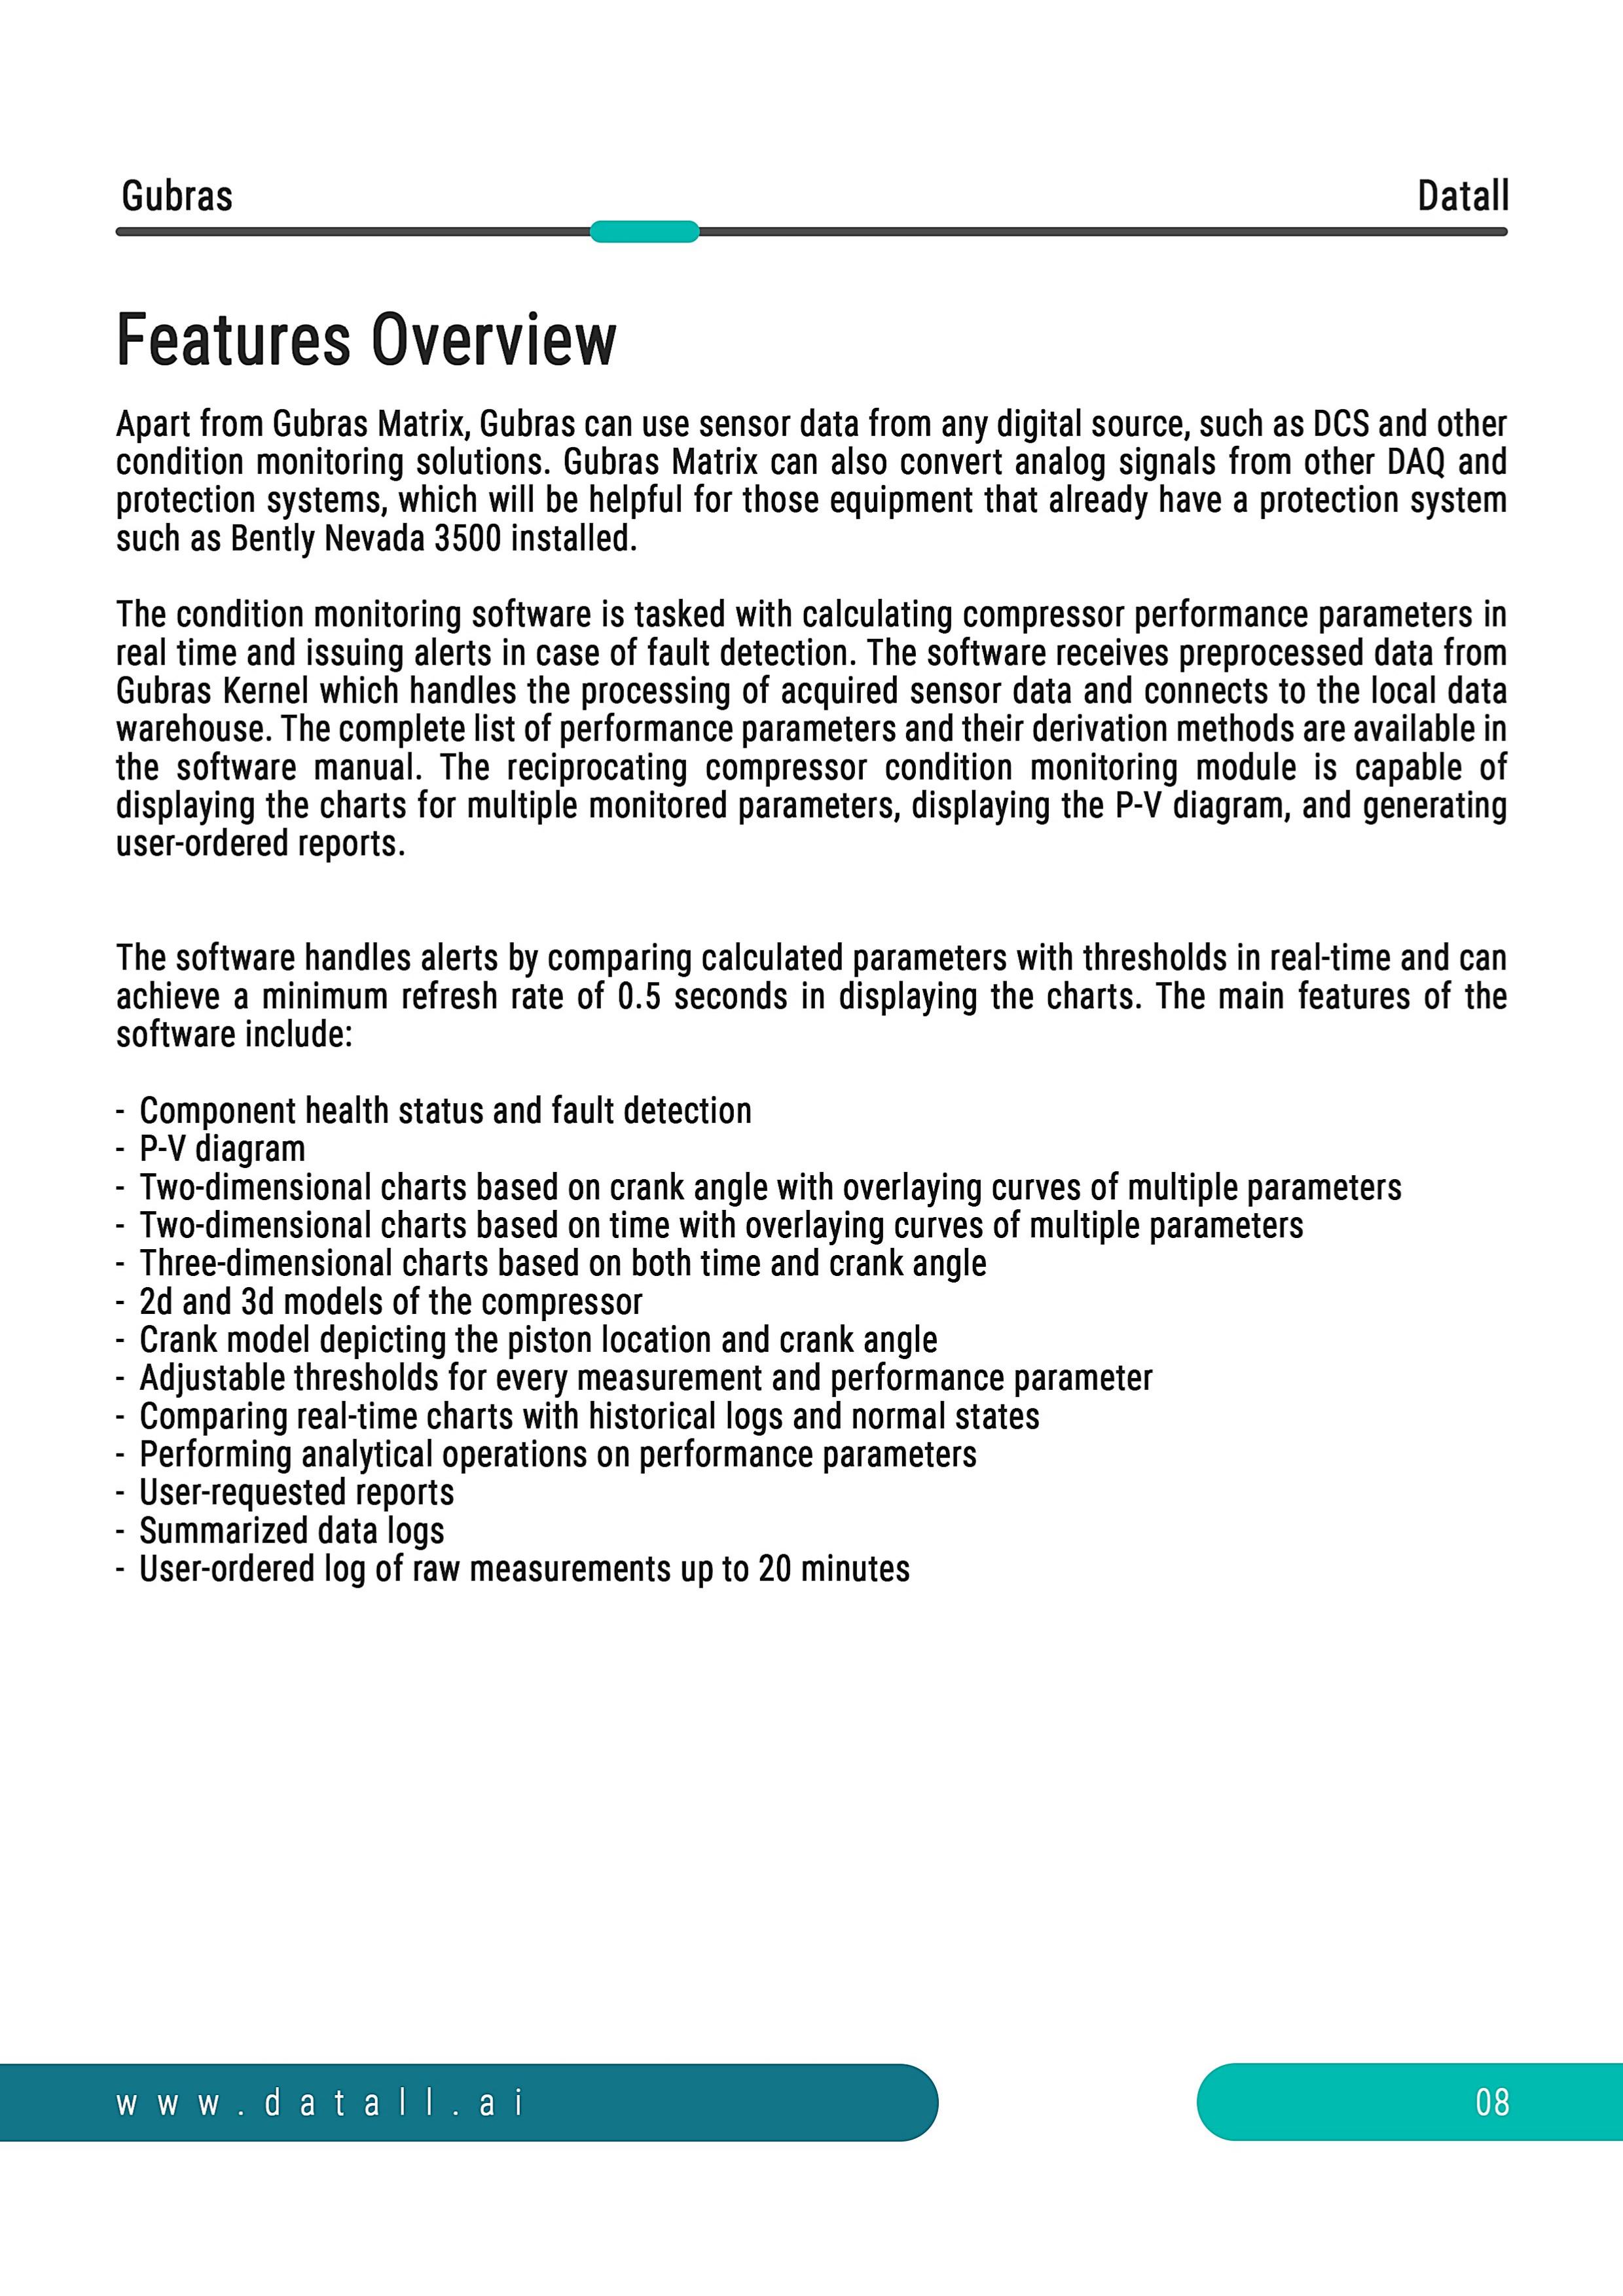 Gubras
Datall
Features Overview
Apart from Gubras Matrix, Gubras can use sensor data from any digital source, such as DCS and other
condition monitoring solutions. Gubras Matrix can also convert analog signals from other DAQ and
protection systems, which will be helpful for those equipment that already have a protection system
such as Bently Nevada 3500 installed.
The condition monitoring software is tasked with calculating compressor performance parameters in
real time and issuing alerts in case of fault detection. The software receives preprocessed data from
Gubras Kernel which handles the processing of acquired sensor data and connects to the local data
warehouse. The complete list of performance parameters and their derivation methods are available in
the software manual. The reciprocating compressor condition monitoring module is capable of
displaying the charts for multiple monitored parameters, displaying the P-V diagram, and generating
user-ordered reports.
The software handles alerts by comparing calculated parameters with thresholds in real-time and can
achieve a minimum refresh rate of 0.5 seconds in displaying the charts. The main features of the
software include:
- Component health status and fault detection
- P-V diagram
- Two-dimensional charts based on crank angle with overlaying curves of multiple parameters
- Two-dimensional charts based on time with overlaying curves of multiple parameters
- Three-dimensional charts based on both time and crank angle
- 2d and 3d models of the compressor
- Crank model depicting the piston location and crank angle
- Adjustable thresholds for every measurement and performance parameter
- Comparing real-time charts with historical logs and normal states
- Performing analytical operations on performance parameters
- User-requested reports
- Summarized data logs
- User-ordered log of raw measurements up to 20 minutes
www.datall.ai
08